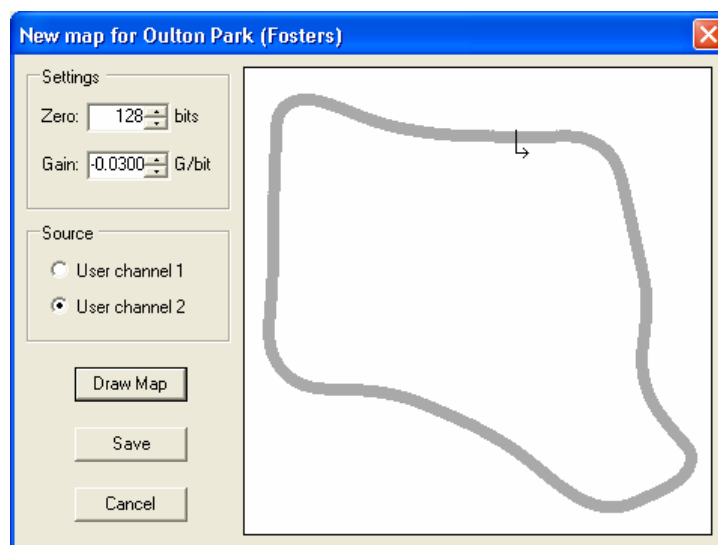 New map for Oulton Park (Fosters)
Settings
Zero: 128 bits
Gain: -0.0300 G/bit
Source
User channel 1
User channel 2
Draw Map
Save
Cancel